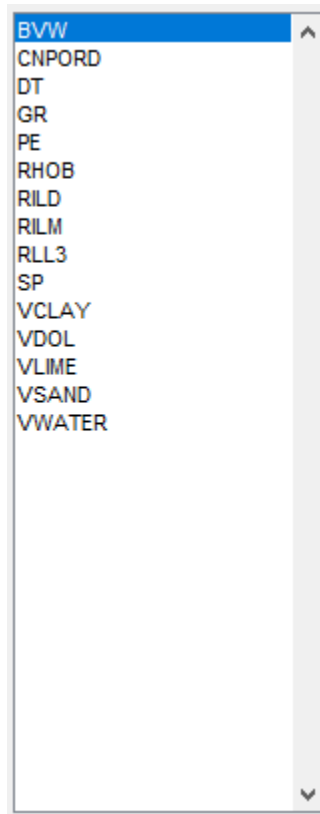 BVW
CNPORD
DT
GR
PE
RHOB
RILD
RILM
RLL3
SP
VCLAY
VDOL
VLIME
VSAND
VWATER